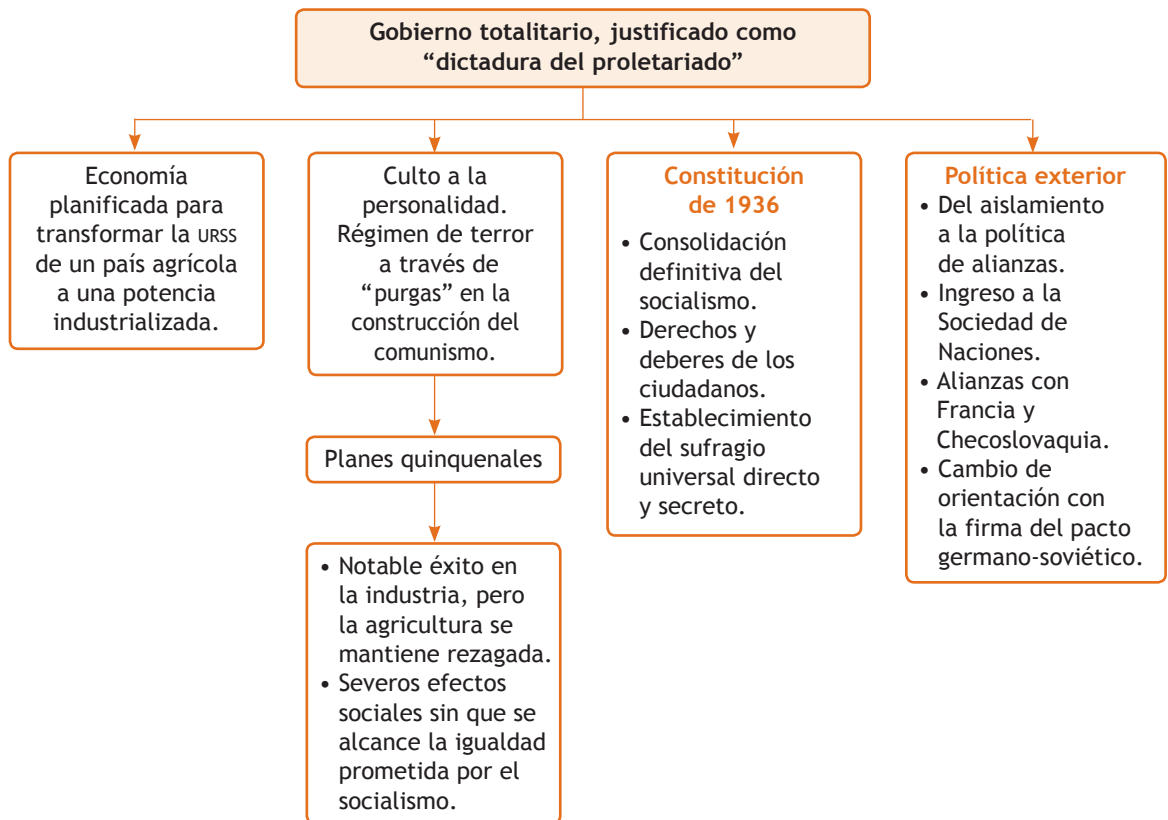 Gobierno totalitario, justificado como
“dictadura del proletariado”
Economía
planificada para
transformar la URSS
de un país agrícola
a una potencia
industrializada.
Culto a la
personalidad.
Régimen de terror
a través de
“purgas” en la
construcción del
comunismo.
Planes quinquenales
• Notable éxito en
la industria, pero
la agricultura se
mantiene rezagada.
• Severos efectos
sociales sin que se
alcance la igualdad
prometida por el
socialismo.
Constitución
de 1936
• Consolidación
definitiva del
socialismo.
• Derechos y
deberes de los
ciudadanos.
• Establecimiento
del sufragio
universal directo
y secreto.
Política exterior
• Del aislamiento
a la política
de alianzas.
• Ingreso a la
Sociedad de
Naciones.
• Alianzas con
Francia y
Checoslovaquia.
• Cambio de
orientación con
la firma del pacto
germano-soviético.